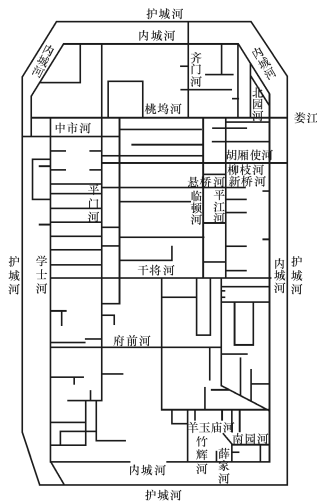 护城河
内城河
内城河
齐门河
内城河
北园河
桃坞河
娄江
中市河
胡厢使河
柳枝河
悬桥河
新桥河
平门河
临顿河
平江河
护城河
学士河
干将河
内城河
护城河
府前河
羊玉庙河
竹辉河
南园河
薛家河
内城河
护城河